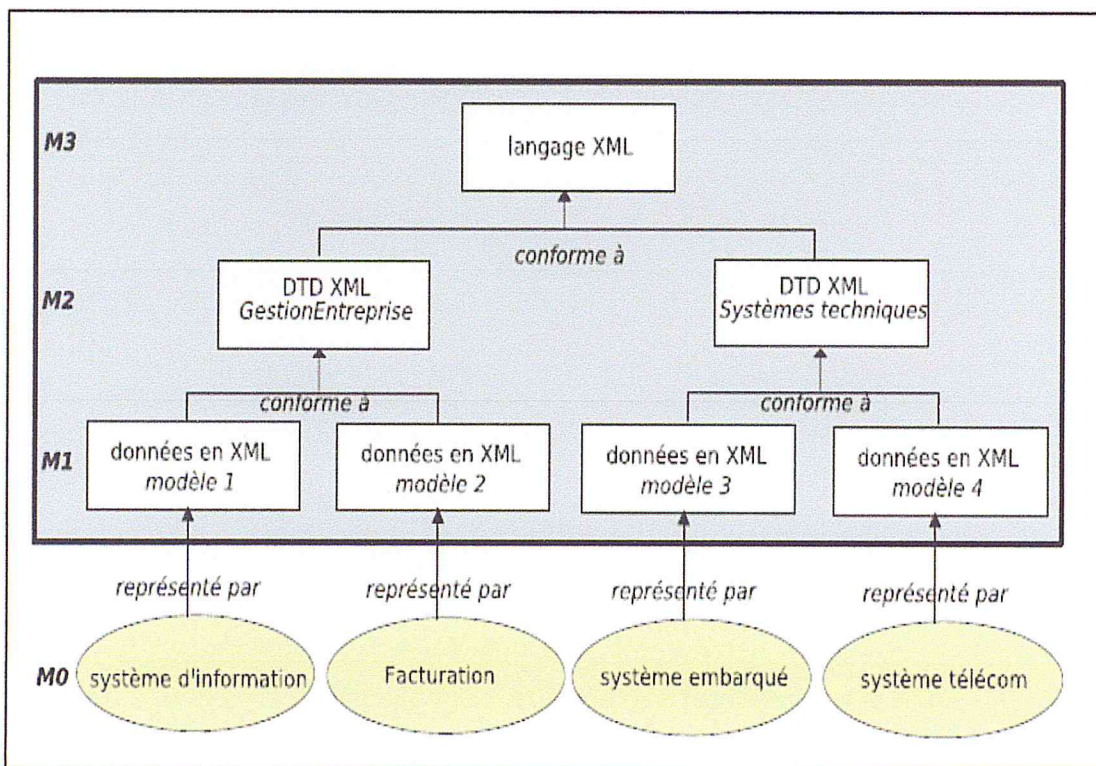 M3
langage XML
conforme à
M2
DTD XML
GestionEntreprise
DTD XML
Systèmes techniques
conforme à
conforme à
M1
données en XML
modèle 1
données en XML
modèle 2
données en XML
modèle 3
données en XML
modèle 4
représenté par
représenté par
représenté par
représenté par
M0
système d'information
Facturation
système embarqué
système télécom